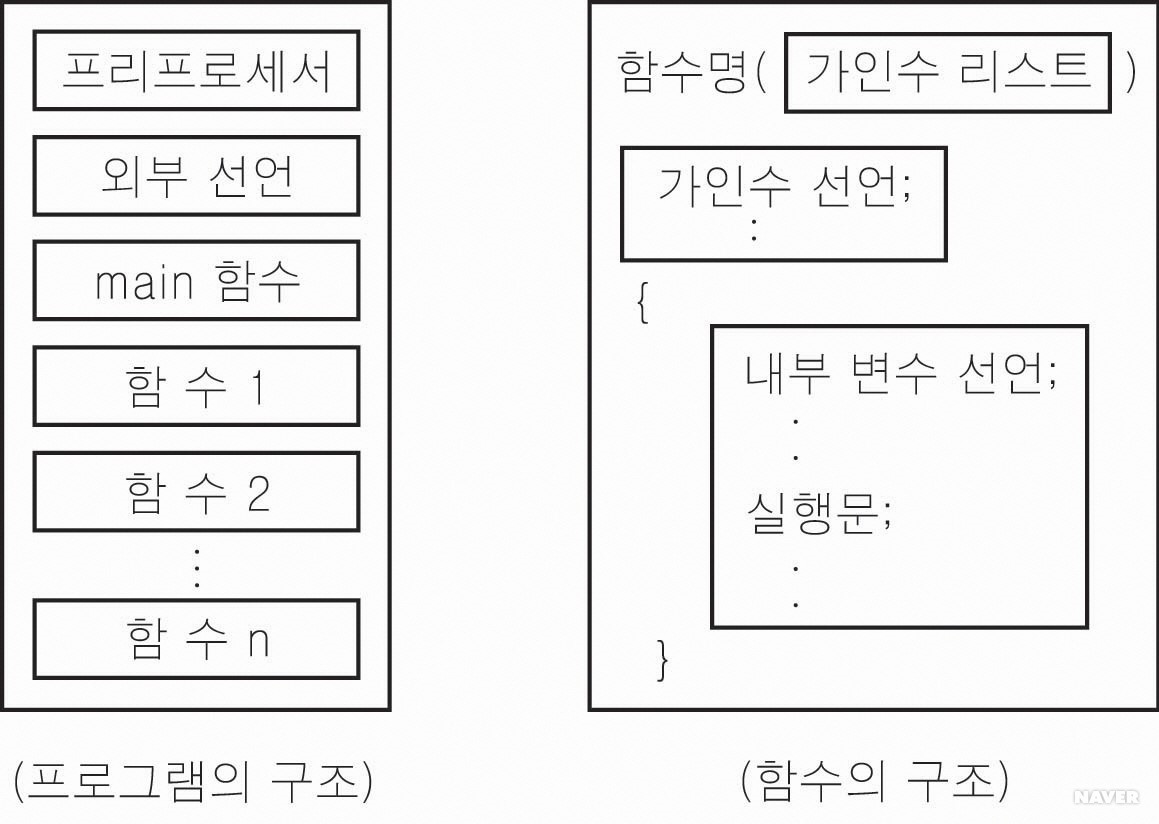 프리프로세서
외부 선언
main 함수
함 수 1
함 수 2
⋮
함 수 n
(프로그램의 구조)
함수명( 가인수 리스트 )
가인수 선언;
:
{
내부 변수 선언;
.
.
실행문;
.
.
}
(함수의 구조)
NAVER